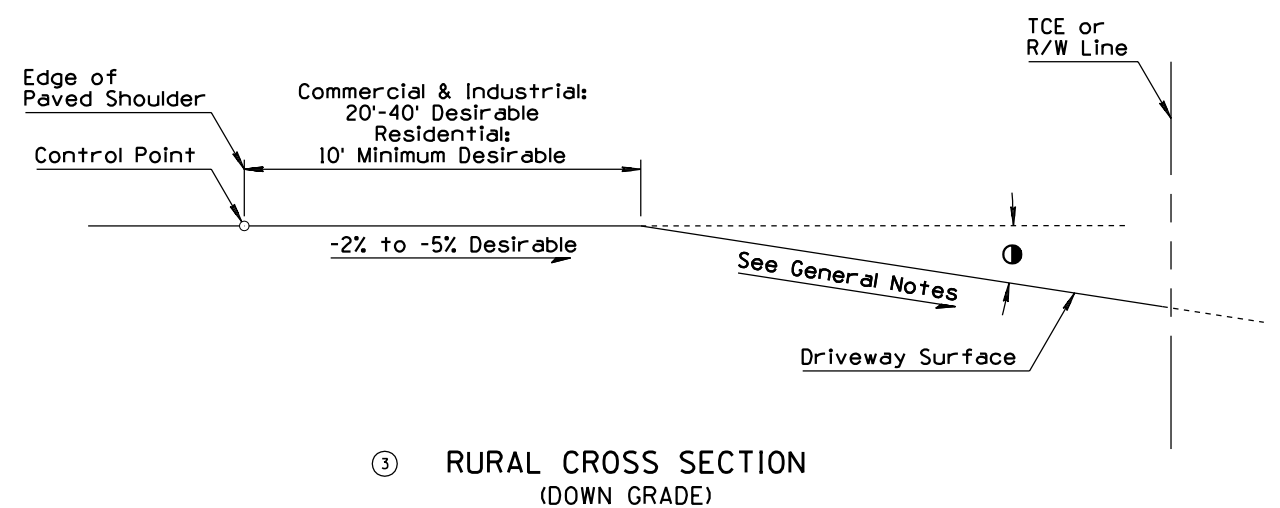 TCE or
R/W Line
Edge of
Paved Shoulder
Commercial & Industrial:
20'-40' Desirable
Residential:
10' Minimum Desirable
Control Point
-2% to -5% Desirable
See General Notes
Driveway Surface
3 RURAL CROSS SECTION
(DOWN GRADE)